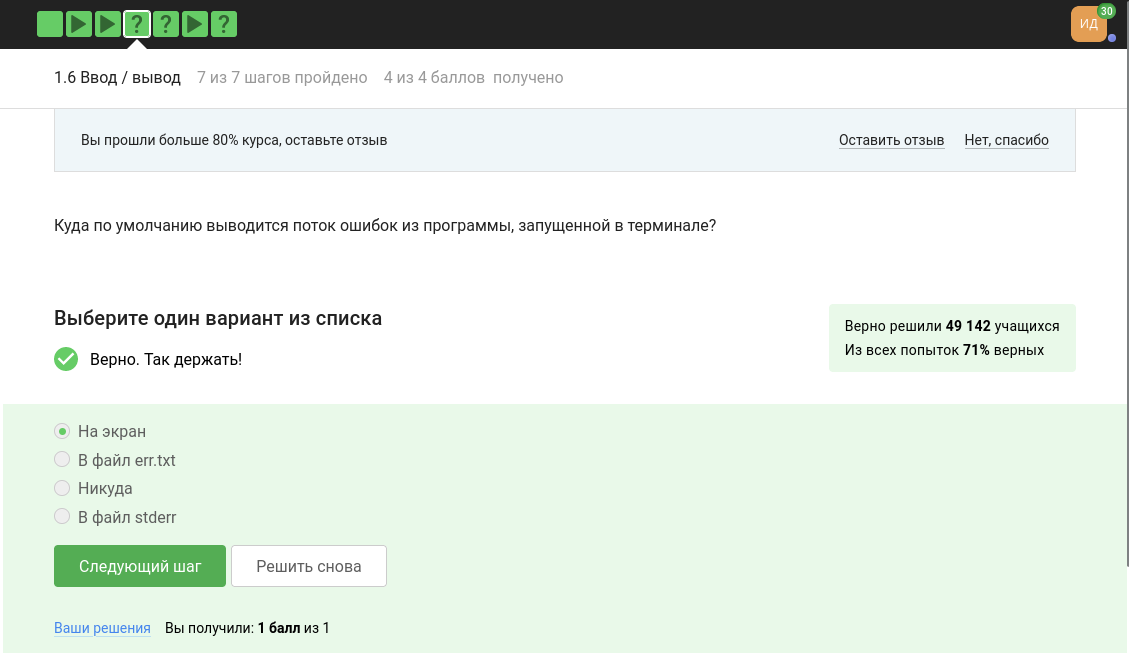 ? ? ?
ИД
30
1.6 Ввод / вывод 7 из 7 шагов пройдено 4 из 4 баллов получено
Вы прошли больше 80% курса, оставьте отзыв Оставить отзыв Нет, спасибо
Куда по умолчанию выводится поток ошибок из программы, запущенной в терминале?
Выберите один вариант из списка
Верно. Так держать!
Верно решили 49 142 учащихся
Из всех попыток 71% верных
На экран
В файл err.txt
Никуда
В файл stderr
Следующий шаг Решить снова
Ваши решения Вы получили: 1 балл из 1